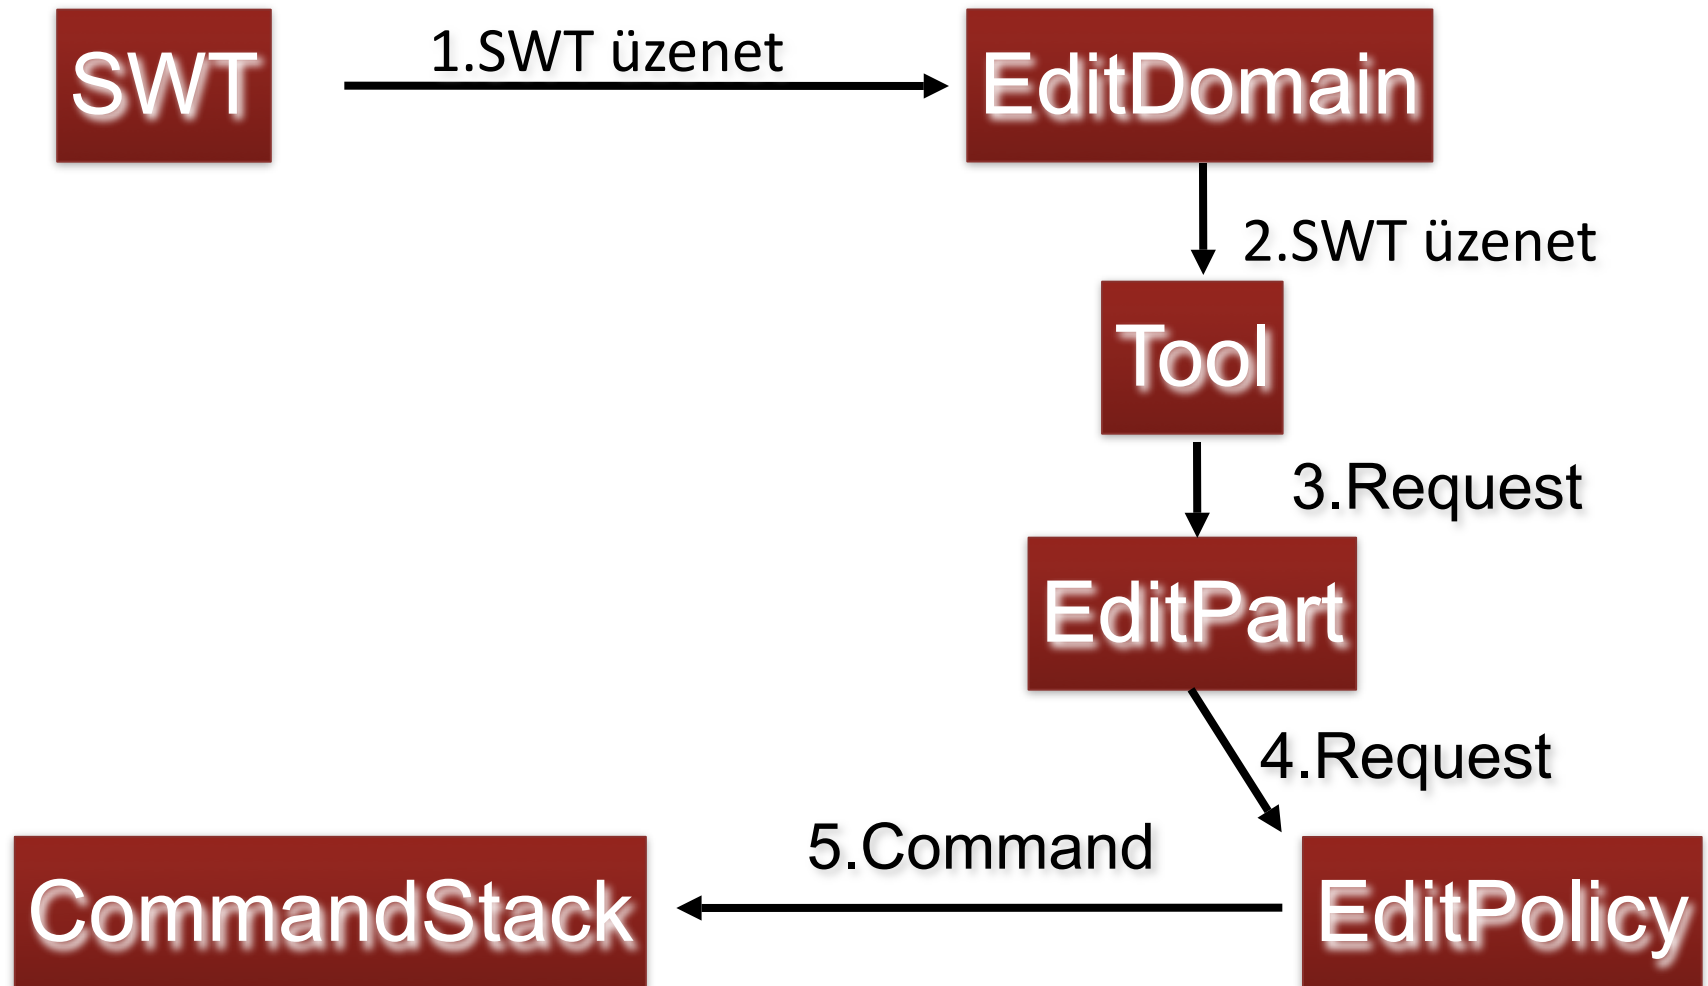 SWT
1.SWT üzenet
EditDomain
2.SWT üzenet
Tool
3.Request
EditPart
4.Request
5.Command
CommandStack
EditPolicy